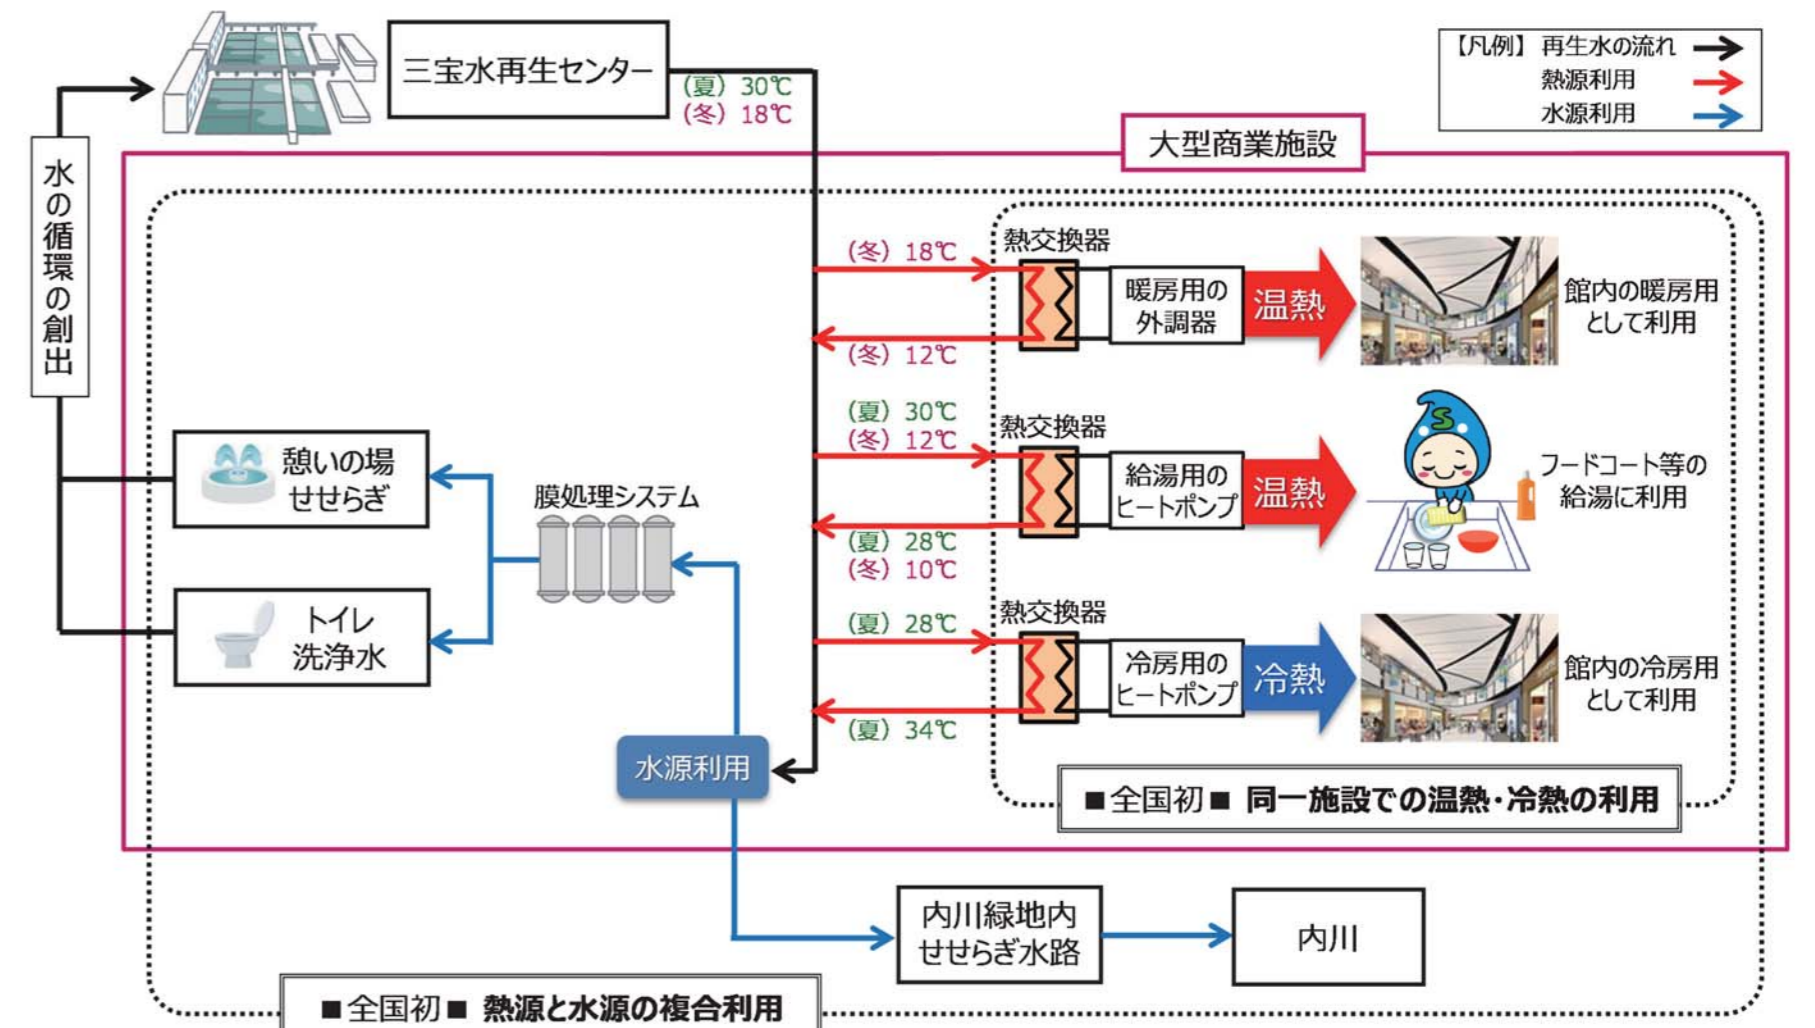 三宝水再生センター
(夏) 30℃
(冬) 18℃
【凡例】 再生水の流れ
熱源利用
水源利用
大型商業施設
水の循環の創出
(冬) 18℃
熱交換器
暖房用の
外調器
温熱
館内の暖房用
として利用
(冬) 12℃
(夏) 30℃
(冬) 12℃
熱交換器
給湯用の
ヒートポンプ
温熱
S
フードコート等の
給湯に利用
(夏) 28℃
(冬) 10℃
憩いの場
せせらぎ
膜処理システム
トイレ
洗浄水
(夏) 28℃
熱交換器
冷房用の
ヒートポンプ
冷熱
館内の冷房用
として利用
(夏) 34℃
水源利用
■全国初■ 同一施設での温熱・冷熱の利用
内川緑地内
せせらぎ水路
内川
■全国初■ 熱源と水源の複合利用